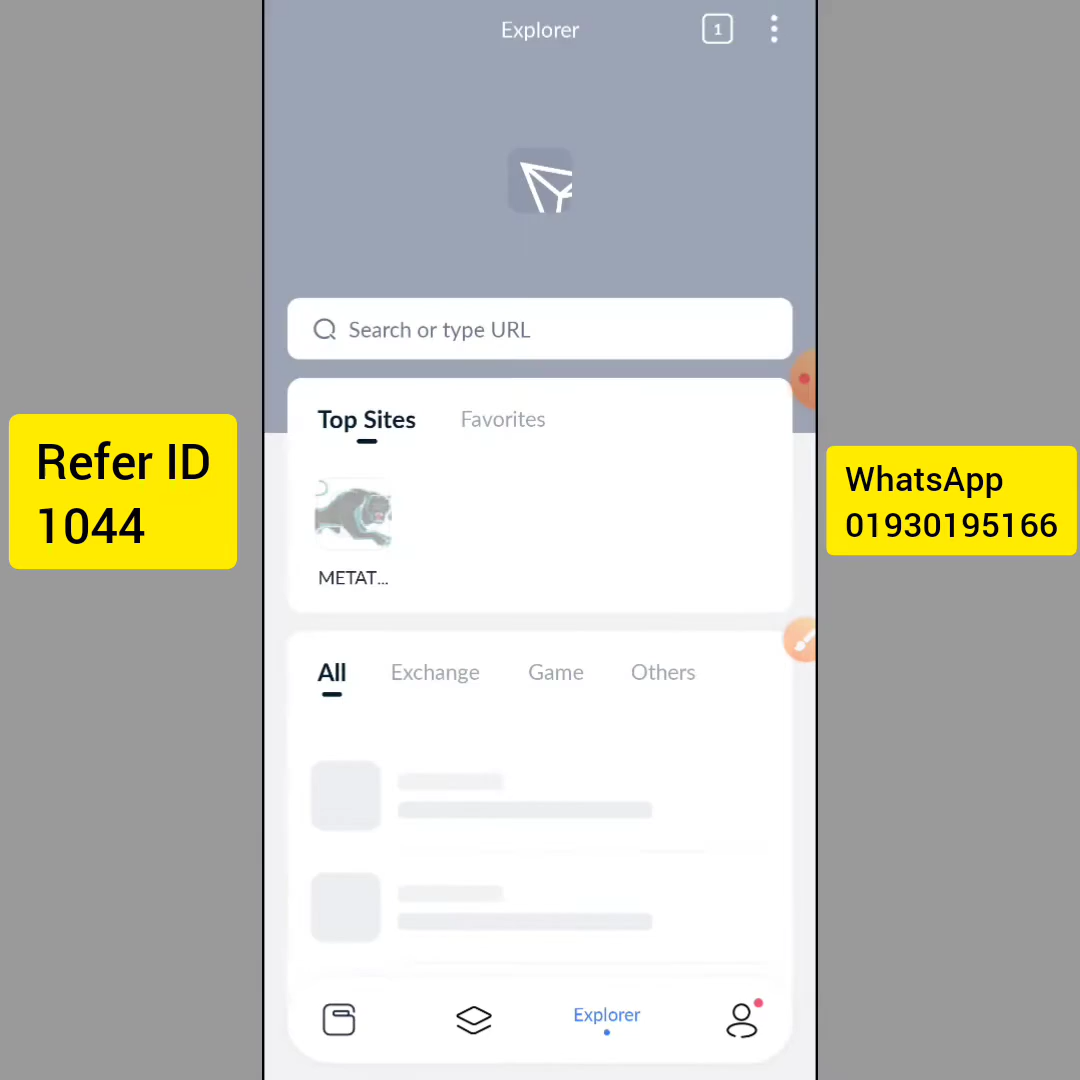 Explorer
1
Search or type URL
Top Sites Favorites
METAT...
All Exchange Game Others
Explorer
Refer ID
1044
WhatsApp
01930195166